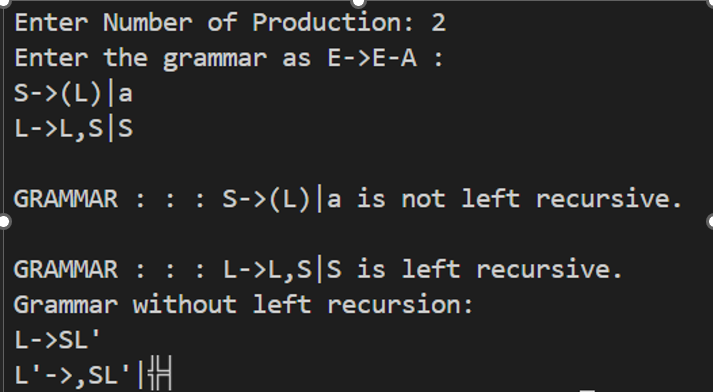 Enter Number of Production: 2
Enter the grammar as E->E-A :
S->(L)|a
L->L,S|S
GRAMMAR : : : S->(L)|a is not left recursive.
GRAMMAR : : : L->L,S|S is left recursive.
Grammar without left recursion:
L->SL'
L'->,SL'|╬╡